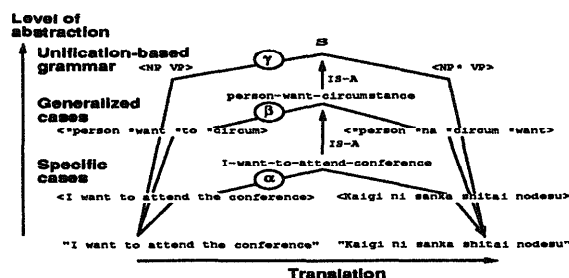 Level of
abstraction
Unification-based
grammar
<NP VP>
γ
S
<NP* VP>
IS-A
Generalized
cases
person-want-circumstance
β
<*person *want *to *circum>
<*person *na *circum *want>
IS-A
Specific
cases
I-want-to-attend-conference
α
<I want to attend the conference>
<Kaigi ni sanka shitai nodesu>
"I want to attend the conference"
"Kaigi ni sanka shitai nodesu"
Translation